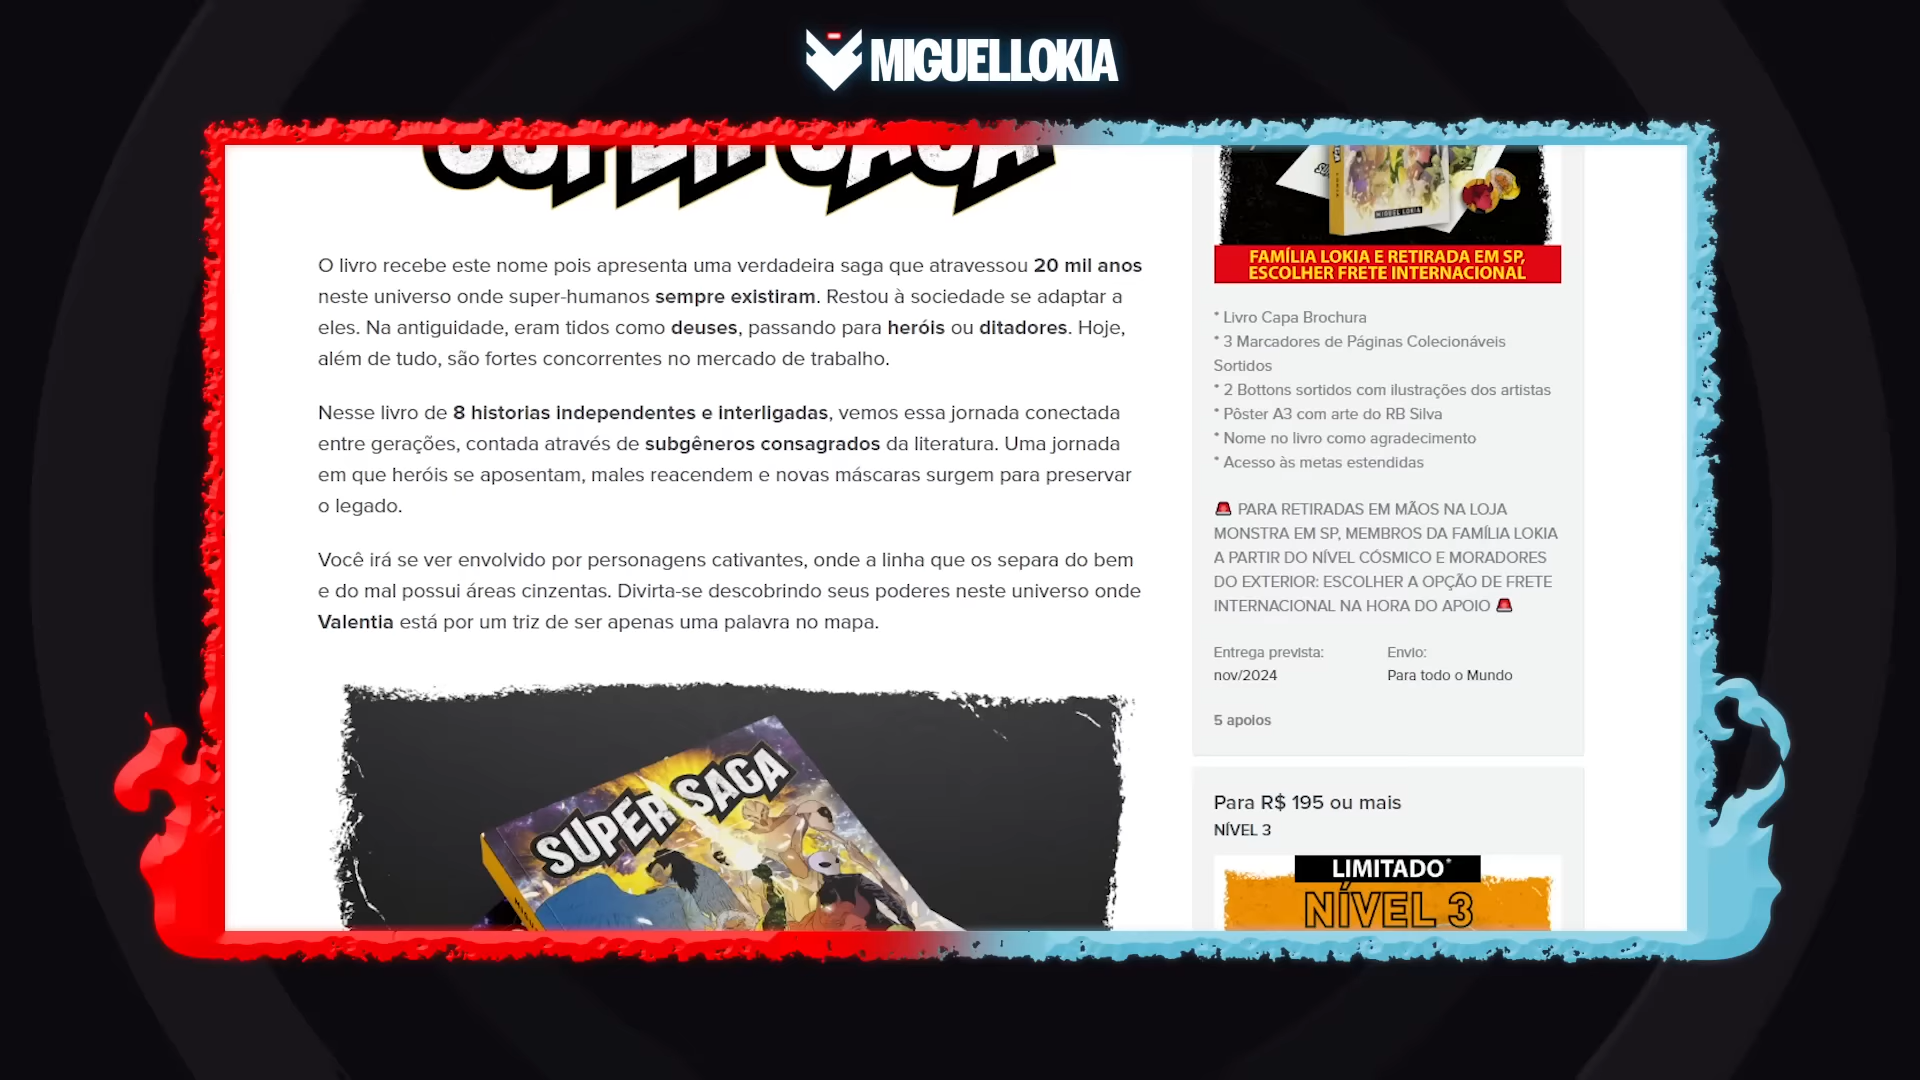 MIGUELLOKIA
SUPER SAGA
O livro recebe este nome pois apresenta uma verdadeira saga que atravessou 20 mil anos
neste universo onde super-humanos sempre existiram. Restou à sociedade se adaptar a
eles. Na antiguidade, eram tidos como deuses, passando para heróis ou ditadores. Hoje,
além de tudo, são fortes concorrentes no mercado de trabalho.
Nesse livro de 8 historias independentes e interligadas, vemos essa jornada conectada
entre gerações, contada através de subgêneros consagrados da literatura. Uma jornada
em que heróis se aposentam, males reacendem e novas máscaras surgem para preservar
o legado.
Você irá se ver envolvido por personagens cativantes, onde a linha que os separa do bem
e do mal possui áreas cinzentas. Divirta-se descobrindo seus poderes neste universo onde
Valentia está por um triz de ser apenas uma palavra no mapa.
SUPER SAGA
MIGUEL LOKIA
FAMÍLIA LOKIA E RETIRADA EM SP,
ESCOLHER FRETE INTERNACIONAL
* Livro Capa Brochura
* 3 Marcadores de Páginas Colecionáveis
Sortidos
* 2 Bottons sortidos com ilustrações dos artistas
* Pôster A3 com arte do RB Silva
* Nome no livro como agradecimento
* Acesso às metas estendidas
🚨 PARA RETIRADAS EM MÃOS NA LOJA
MONSTRA EM SP, MEMBROS DA FAMÍLIA LOKIA
A PARTIR DO NÍVEL CÓSMICO E MORADORES
DO EXTERIOR: ESCOLHER A OPÇÃO DE FRETE
INTERNACIONAL NA HORA DO APOIO 🚨
Entrega prevista:
nov/2024
Envio:
Para todo o Mundo
5 apoios
Para R$ 195 ou mais
NÍVEL 3
LIMITADO*
NÍVEL 3